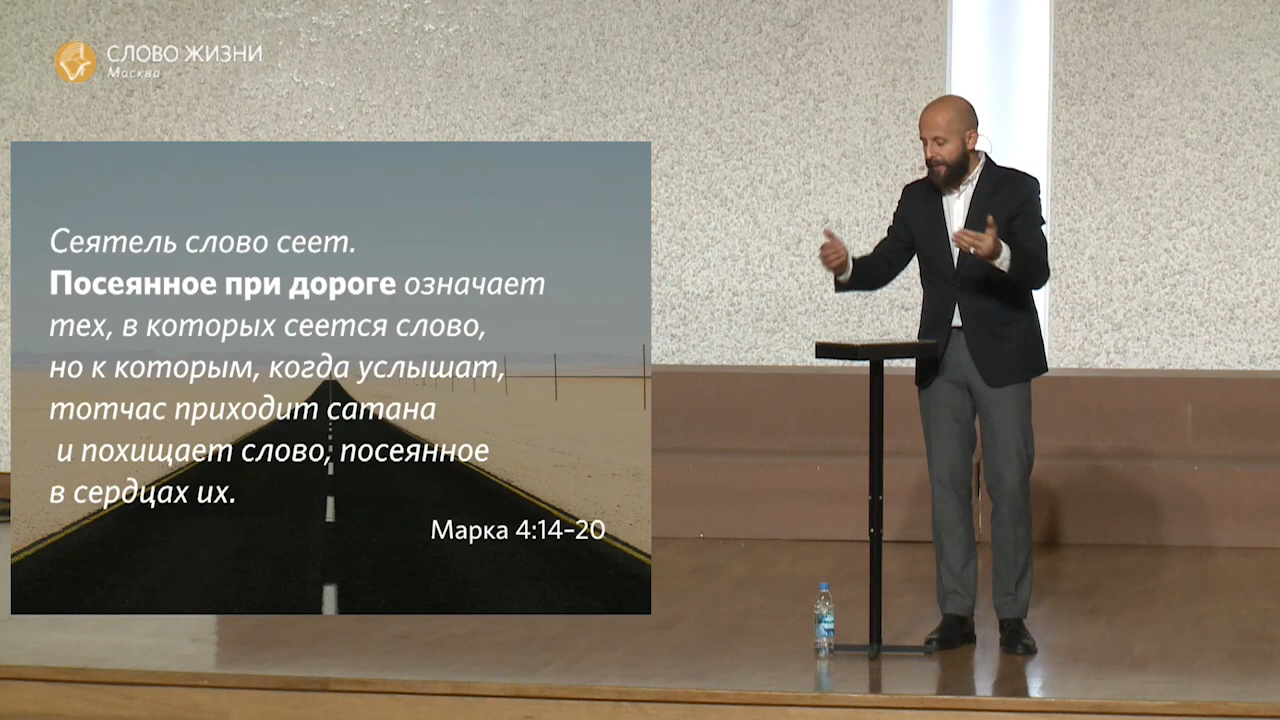 СЛОВО ЖИЗНИ
Москва
Сеятель слово сеет.
Посеянное при дороге означает
тех, в которых сеется слово,
но к которым, когда услышат,
тотчас приходит сатана
и похищает слово, посеянное
в сердцах их.
Марка 4:14–20